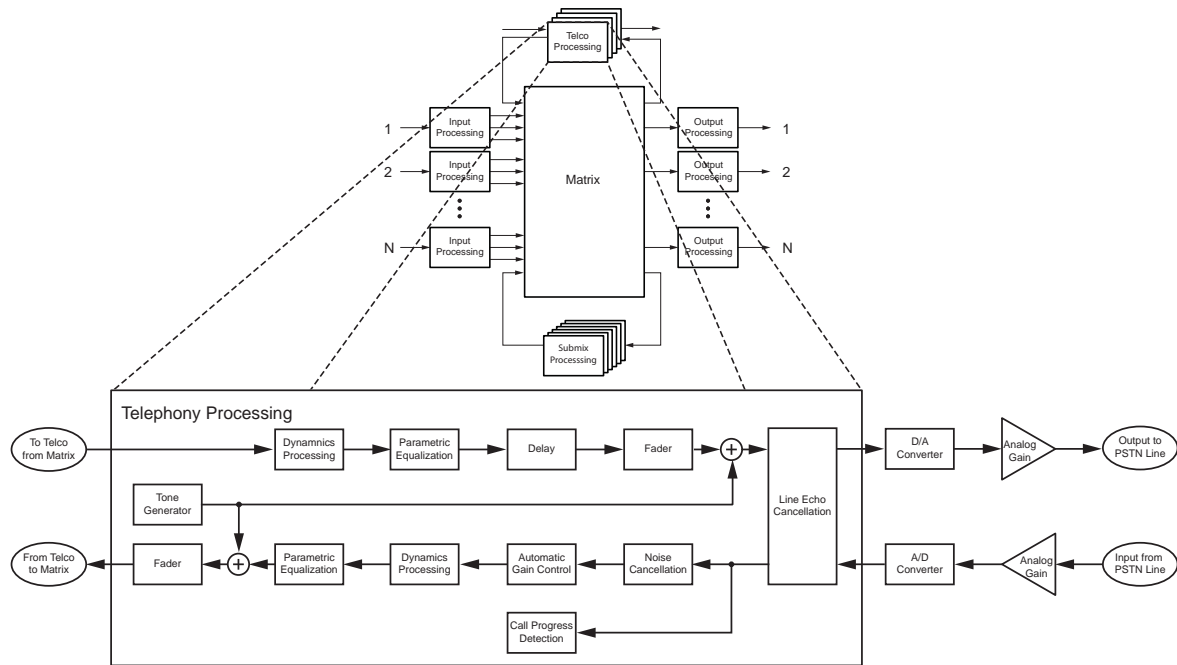 Telco
Processing
1
Input
Processing
Output
Processing
1
2
Input
Processing
Matrix
Output
Processing
2
N
Input
Processing
Output
Processing
N
Submix
Processsing
Telephony Processing
To Telco
from Matrix
Dynamnics
Processing
Parametric
Equalization
Delay
Fader
+
D/A
Converter
Analog
Gain
Output to
PSTN Line
Tone
Generator
Line Echo
Cancellation
From Telco
to Matrix
Fader
+
Parametric
Equalization
Dynamics
Processing
Automatic
Gain Control
Noise
Cancellation
A/D
Converter
Analog
Gain
Input from
PSTN Line
Call Progress
Detection